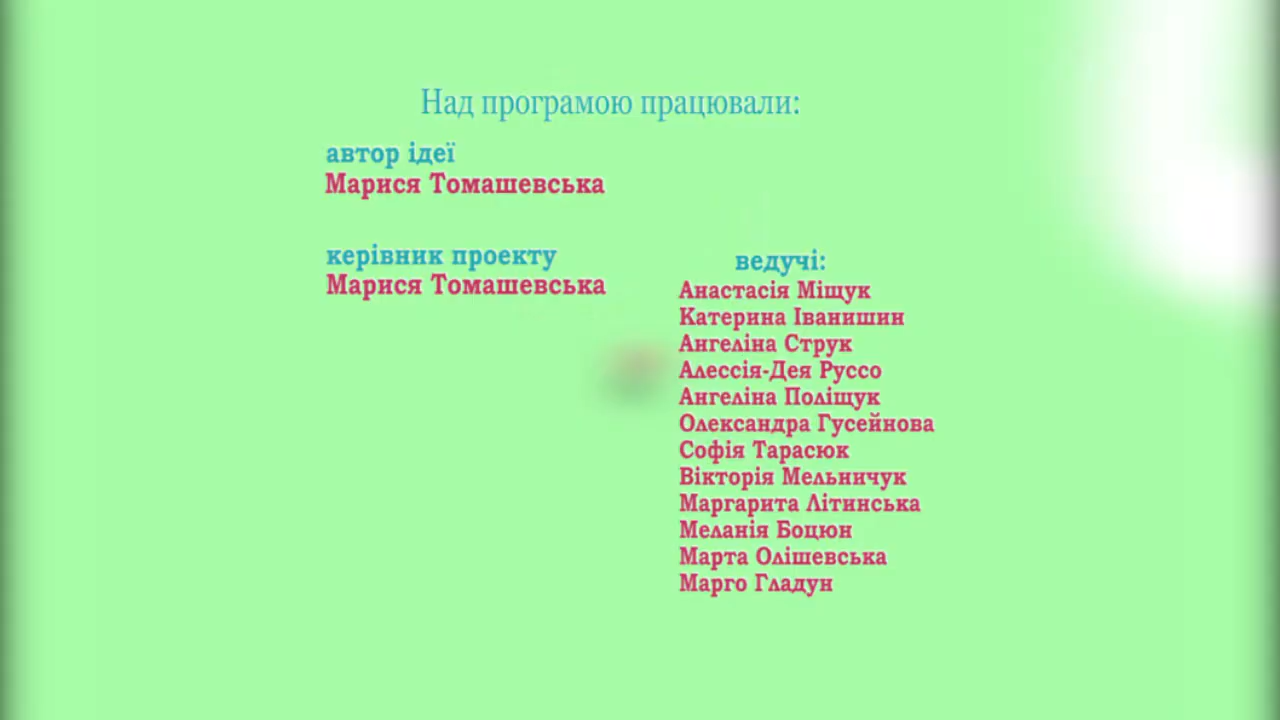 Над програмою працювали:
автор ідеї
Марися Томашевська
керівник проекту
Марися Томашевська
ведучі:
Анастасія Міщук
Катерина Іванишин
Ангеліна Струк
Алессія-Дея Руссо
Ангеліна Поліщук
Олександра Гусейнова
Софія Тарасюк
Вікторія Мельничук
Маргарита Літинська
Меланія Боцюн
Марта Олішевська
Марго Гладун